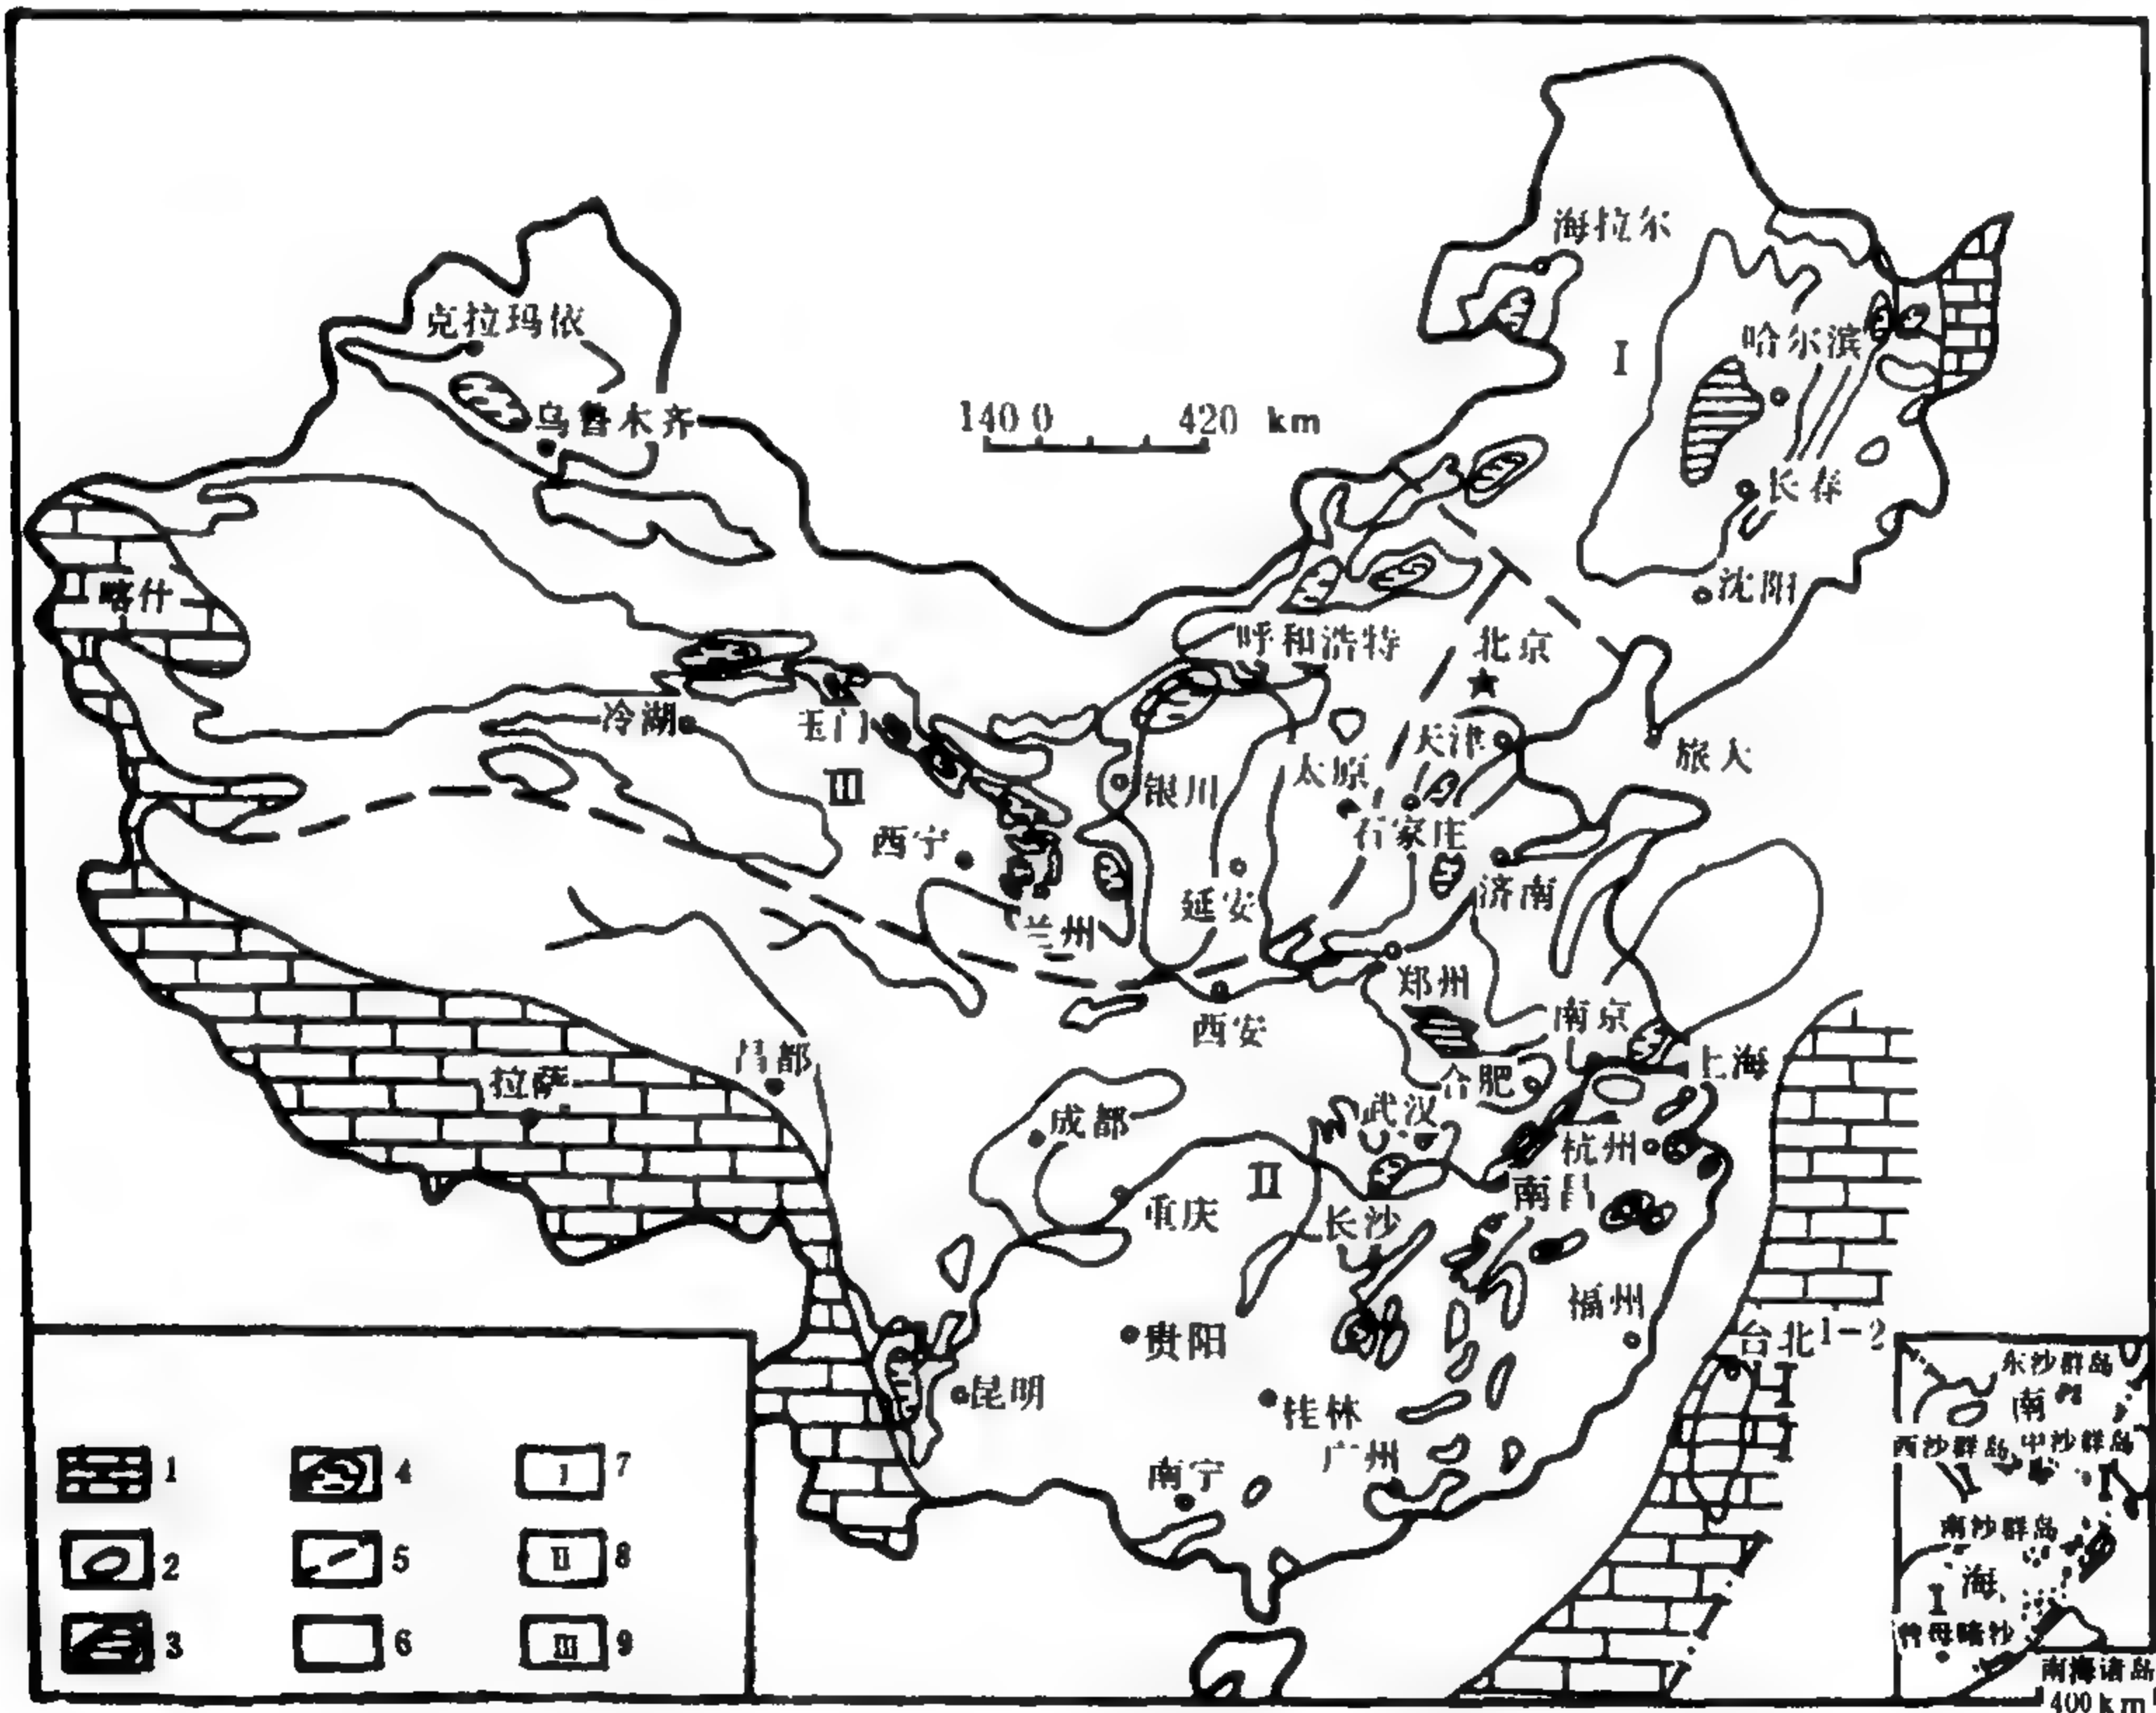 海拉尔
克拉玛依
哈尔滨
I
乌鲁木齐
140 0 420 km
长春
喀什
沈阳
呼和浩特
北京
冷湖
玉门
天津
旅大
III
银川
太原
西宁
石家庄
延安
济南
兰州
郑州
南京
西安
上海
昌都
拉萨
合肥
成都
武汉
杭州
II
南昌
重庆
长沙
福州
贵阳
台北
1-2
东沙群岛
昆明
南
桂林
西沙群岛
中沙群岛
广州
南宁
1
4
I 7
南沙群岛
2
5
II 8
海
I
曾母暗沙
3
6
III 9
南海诸岛
400km